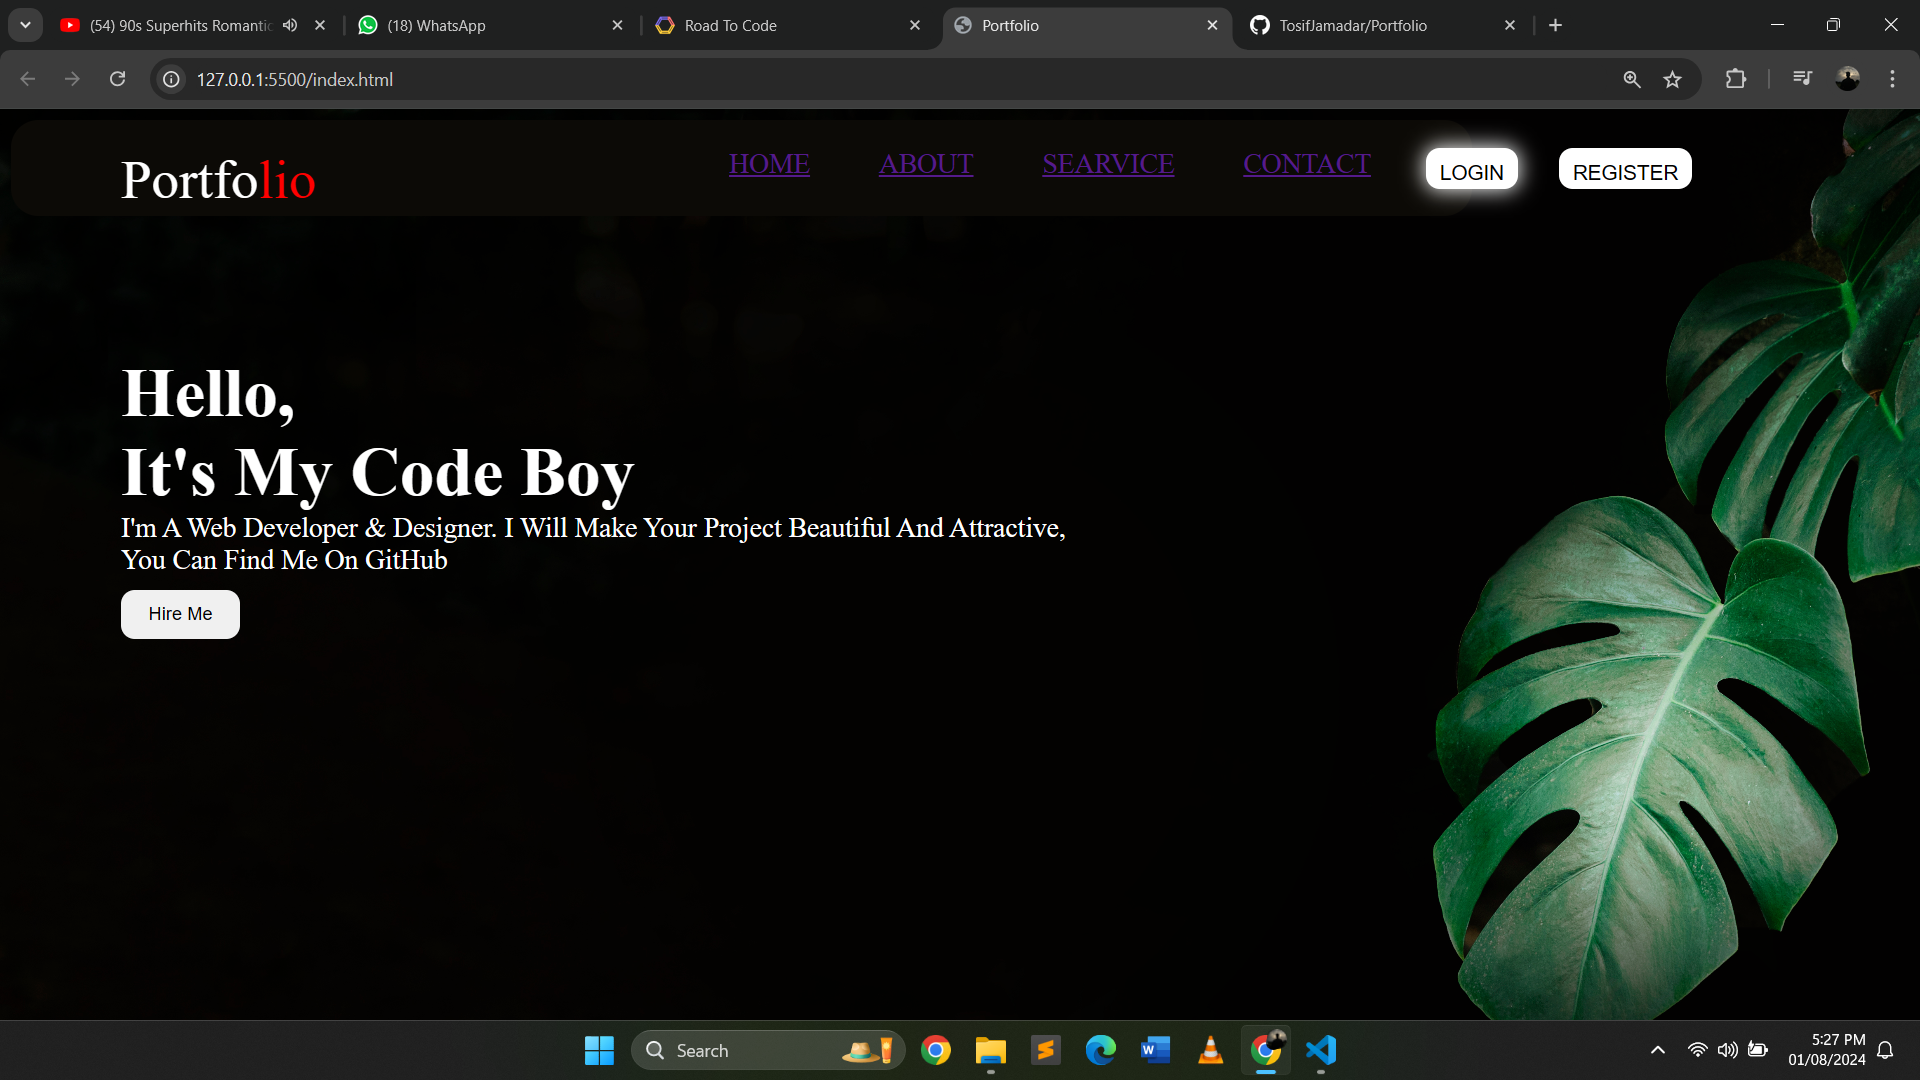 (54) 90s Superhits Romantic
(18) WhatsApp
Road To Code
Portfolio
TosifJamadar/Portfolio
127.0.0.1:5500/index.html
Portfolio
HOME
ABOUT
SEARVICE
CONTACT
LOGIN
REGISTER
Hello,
It's My Code Boy
I'm A Web Developer & Designer. I Will Make Your Project Beautiful And Attractive,
You Can Find Me On GitHub
Hire Me
Search
5:27 PM
01/08/2024